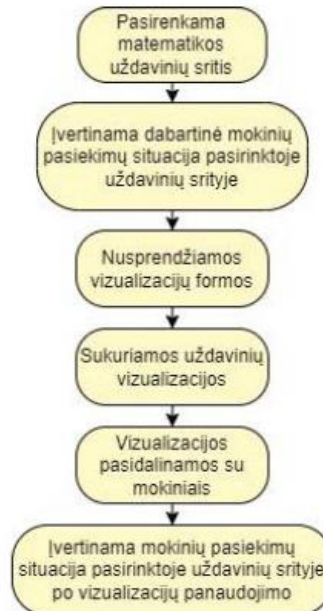 Pasirenkama
matematikos
uždavinių sritis
Įvertinama dabartinė mokinių
pasiekimų situacija pasirinktoje
uždavinių srityje
Nusprendžiamos
vizualizacijų formos
Sukuriamos uždavinių
vizualizacijos
Vizualizacijos
pasidalinamos su
mokiniais
Įvertinama mokinių pasiekimų
situacija pasirinktoje uždavinių srityje
po vizualizacijų panaudojimo